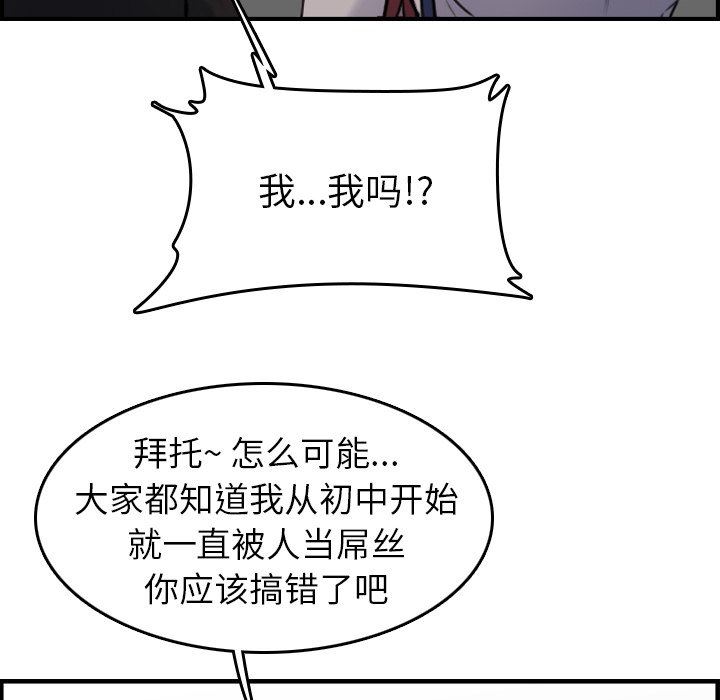 我...我吗!?
拜托~ 怎么可能...
大家都知道我从初中开始
就一直被人当屌丝
你应该搞错了吧